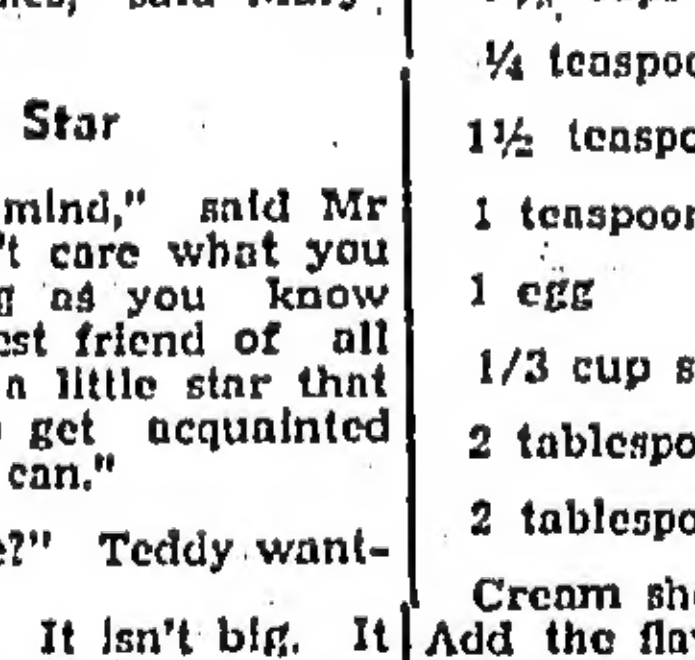 said Mary
Star
mind," said Mr
't care what you
g as you know
est friend of all
a little star that
get acquainted
can."
e?" Teddy want-
It isn't big. It
cups
¼ teaspoo
1½ teaspo
1 teaspoon
1 egg
1/3 cup s
2 tablespo
2 tablespo
Cream sh
Add the fla